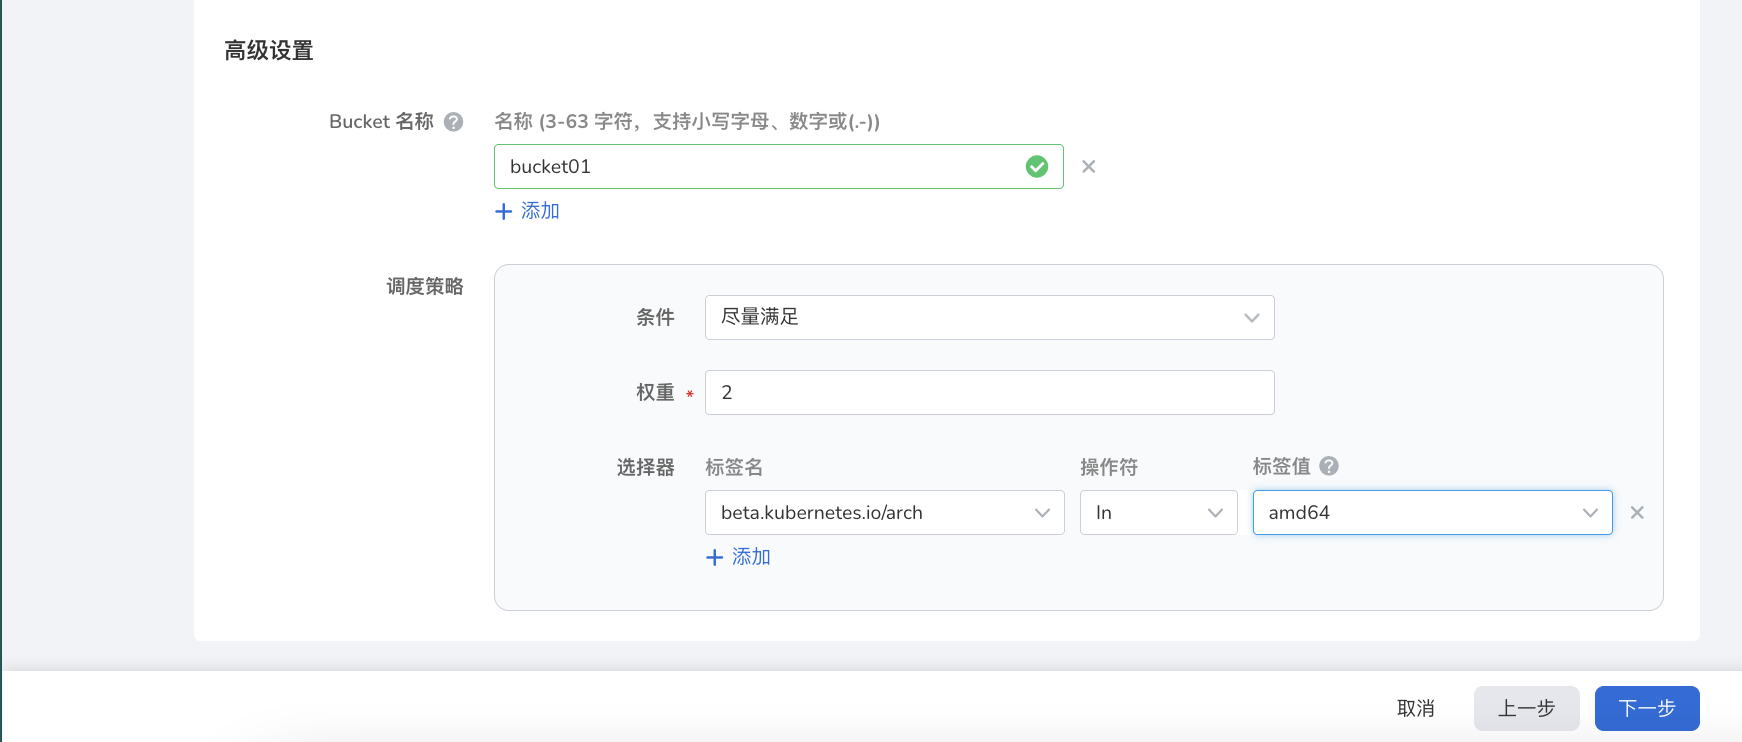 高级设置
Bucket 名称
名称 (3-63 字符，支持小写字母、数字或(.-))
bucket01
添加
调度策略
条件
尽量满足
权重 *
2
选择器
标签名
操作符
标签值
beta.kubernetes.io/arch
In
amd64
添加
取消
上一步
下一步